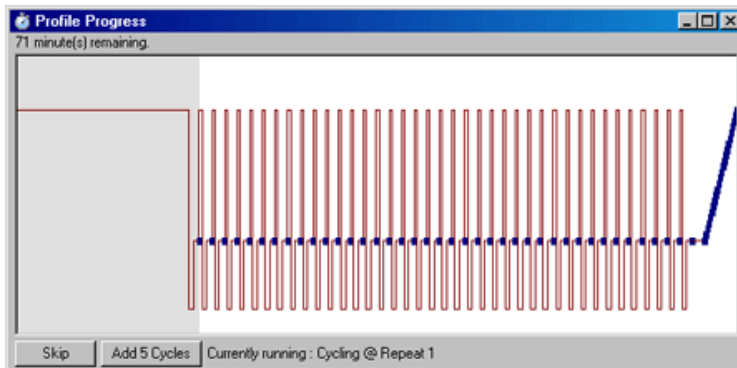 Profile Progress
71 minute(s) remaining.
Skip
Add 5 Cycles
Currently running : Cycling @ Repeat 1